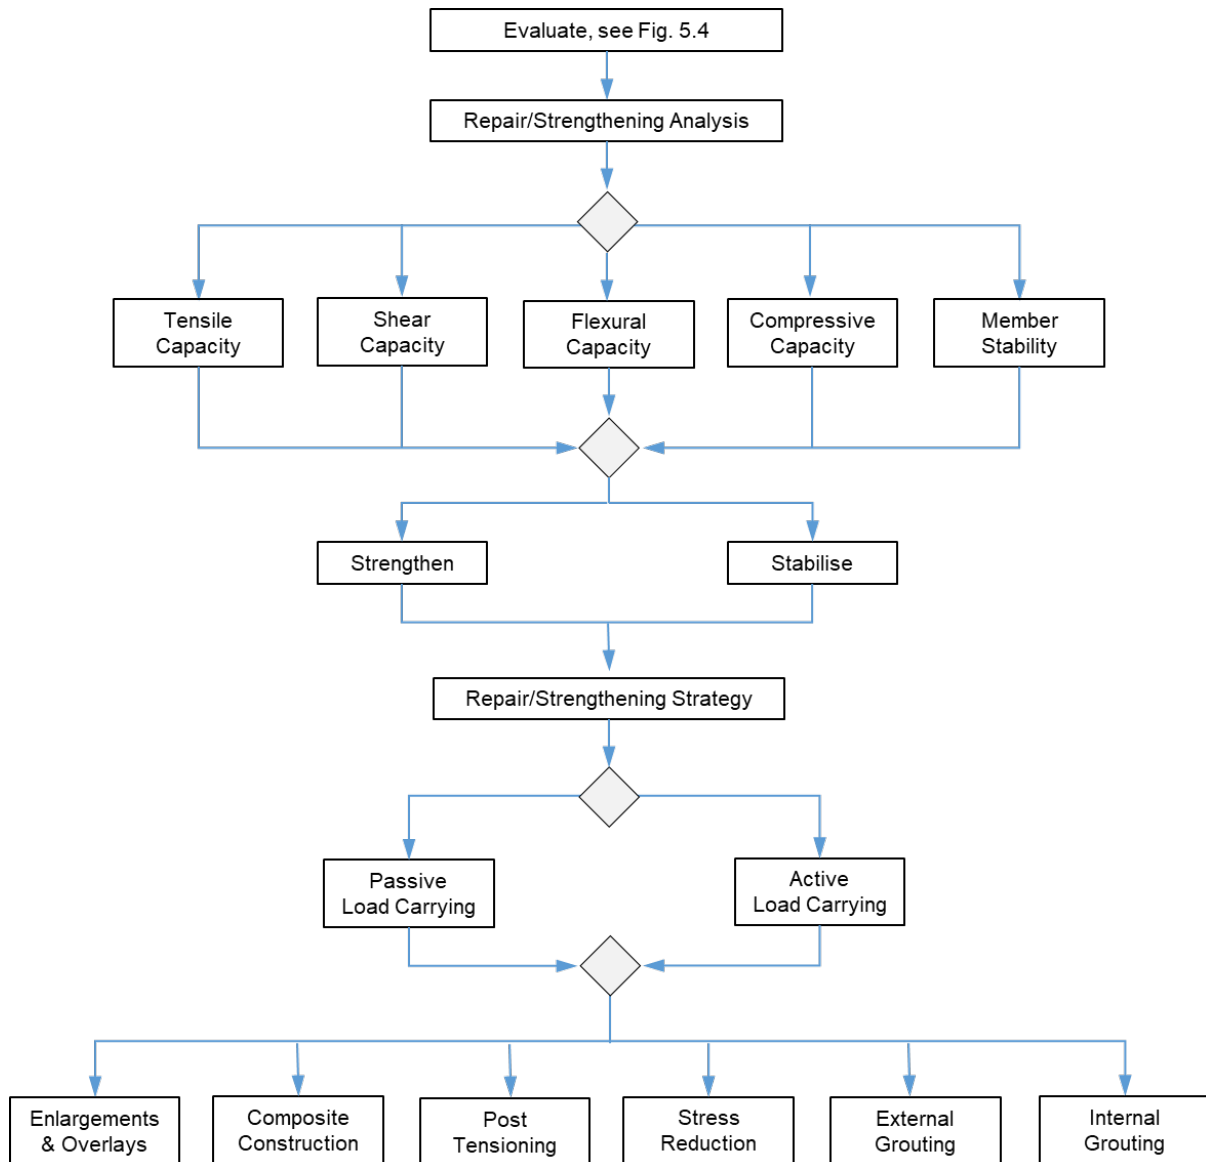 Evaluate, see Fig. 5.4
Repair/Strengthening Analysis
Tensile
Capacity
Shear
Capacity
Flexural
Capacity
Compressive
Capacity
Member
Stability
Strengthen
Stabilise
Repair/Strengthening Strategy
Passive
Load Carrying
Active
Load Carrying
Enlargements
& Overlays
Composite
Construction
Post
Tensioning
Stress
Reduction
External
Grouting
Internal
Grouting